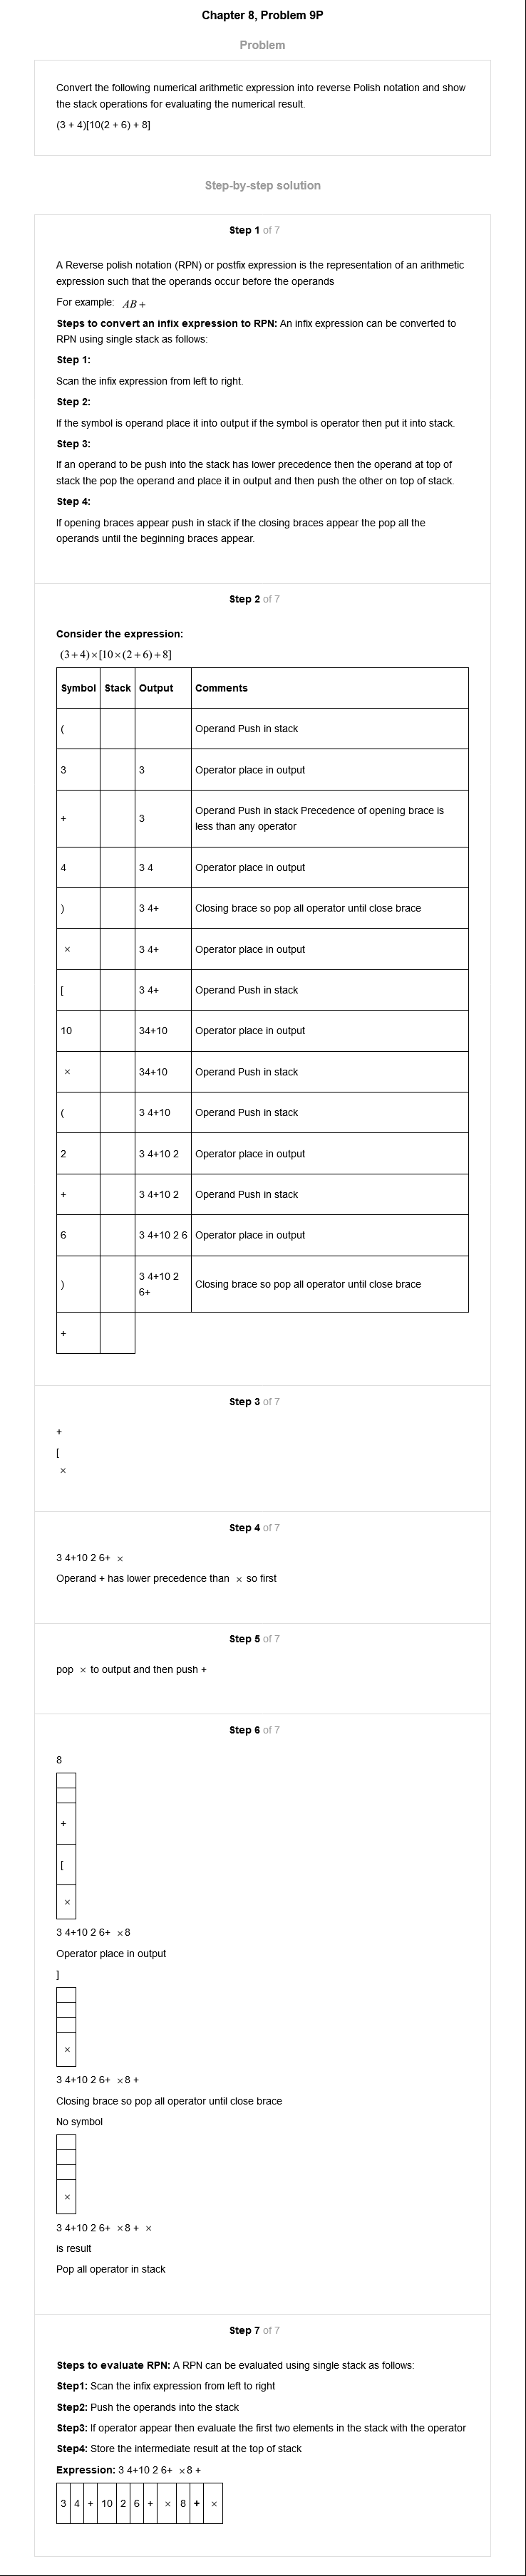 Chapter 8, Problem 9P
Problem
Convert the following numerical arithmetic expression into reverse Polish notation and show
the stack operations for evaluating the numerical result.
(3 + 4)[10(2 + 6) + 8]
Step-by-step solution
Step 1 of 7
A Reverse polish notation (RPN) or postfix expression is the representation of an arithmetic
expression such that the operands occur before the operands
For example: AB +
Steps to convert an infix expression to RPN: An infix expression can be converted to
RPN using single stack as follows:
Step 1:
Scan the infix expression from left to right.
Step 2:
If the symbol is operand place it into output if the symbol is operator then put it into stack.
Step 3:
If an operand to be push into the stack has lower precedence then the operand at top of
stack the pop the operand and place it in output and then push the other on top of stack.
Step 4:
If opening braces appear push in stack if the closing braces appear the pop all the
operands until the beginning braces appear.
Step 2 of 7
Consider the expression:
(3+4)×[10×(2+6)+8]
Symbol Stack Output Comments
( Operand Push in stack
3 3 Operator place in output
+ 3 Operand Push in stack Precedence of opening brace is
less than any operator
4 3 4 Operator place in output
) 3 4+ Closing brace so pop all operator until close brace
× 3 4+ Operator place in output
[ 3 4+ Operand Push in stack
10 34+10 Operator place in output
× 34+10 Operand Push in stack
( 3 4+10 Operand Push in stack
2 3 4+10 2 Operator place in output
+ 3 4+10 2 Operand Push in stack
6 3 4+10 2 6 Operator place in output
) 3 4+10 2
6+ Closing brace so pop all operator until close brace
+
Step 3 of 7
+
[
×
Step 4 of 7
3 4+10 2 6+ ×
Operand + has lower precedence than × so first
Step 5 of 7
pop × to output and then push +
Step 6 of 7
8
+
[
×
3 4+10 2 6+ ×8
Operator place in output
]
×
3 4+10 2 6+ ×8 +
Closing brace so pop all operator until close brace
No symbol
×
3 4+10 2 6+ ×8 + ×
is result
Pop all operator in stack
Step 7 of 7
Steps to evaluate RPN: A RPN can be evaluated using single stack as follows:
Step1: Scan the infix expression from left to right
Step2: Push the operands into the stack
Step3: If operator appear then evaluate the first two elements in the stack with the operator
Step4: Store the intermediate result at the top of stack
Expression: 3 4+10 2 6+ ×8 +
3 4 + 10 2 6 + × 8 + ×